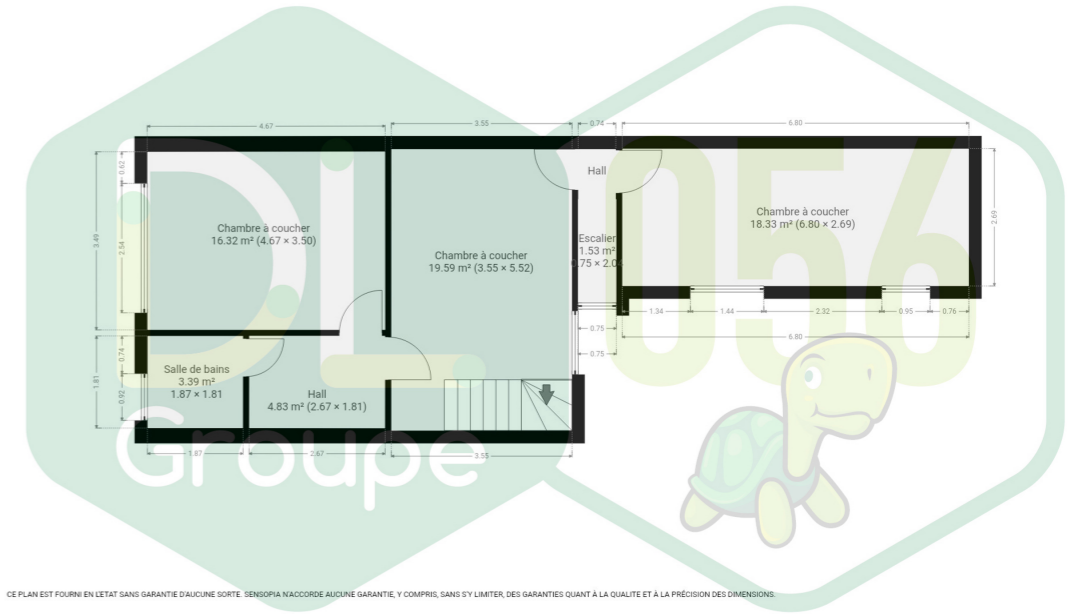 4.67
3.55
0.74
6.80
0.62
3.49
2.54
2.69
Hall
Chambre à coucher
16.32 m² (4.67 × 3.50)
Chambre à coucher
19.59 m² (3.55 × 5.52)
Escalier
1.53 m²
Chambre à coucher
18.33 m² (6.80 × 2.69)
1.34
1.44
2.32
0.95
0.76
0.75
6.80
0.75
0.74
1.81
0.92
Salle de bains
3.39 m²
1.87 × 1.81
Hall
4.83 m² (2.67 × 1.81)
1.87
2.67
3.55
DL
Groupe
056
CE PLAN EST FOURNI EN L'ETAT SANS GARANTIE D'AUCUNE SORTE. SENSOPIA N'ACCORDE AUCUNE GARANTIE, Y COMPRIS, SANS S'Y LIMITER, DES GARANTIES QUANT À LA QUALITE ET À LA PRÉCISION DES DIMENSIONS.